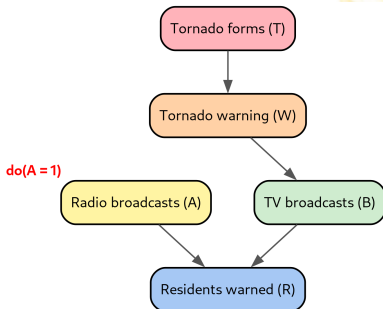 Tornado forms (T)
Tornado warning (W)
do(A = 1)
Radio broadcasts (A)
TV broadcasts (B)
Residents warned (R)